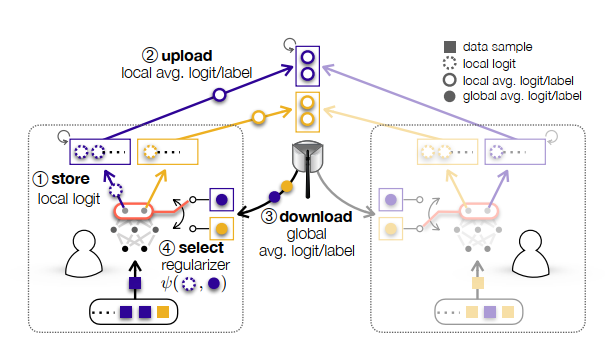 ② upload
local avg. logit/label
data sample
local logit
local avg. logit/label
global avg. logit/label
① store
local logit
③ download
global
avg. logit/label
④ select
regularizer
ψ( , )